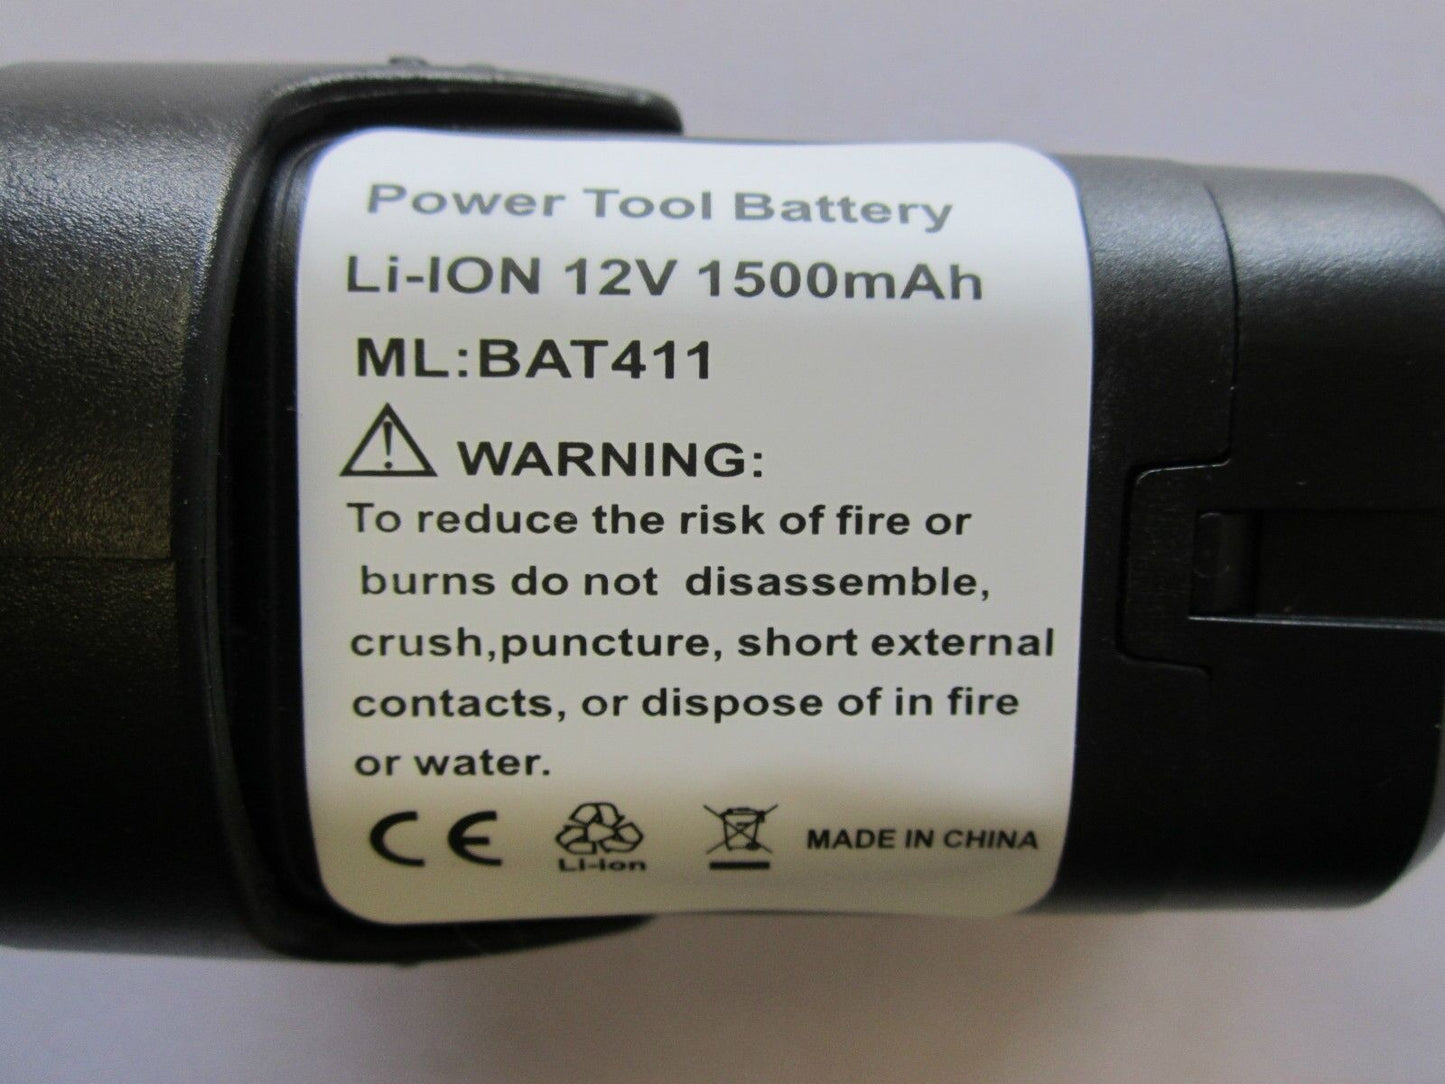 Power Tool Battery
Li-ION 12V 1500mAh
ML:BAT411
WARNING:
To reduce the risk of fire or
burns do not disassemble,
crush,puncture, short external
contacts, or dispose of in fire
or water.
CE Li-Ion MADE IN CHINA